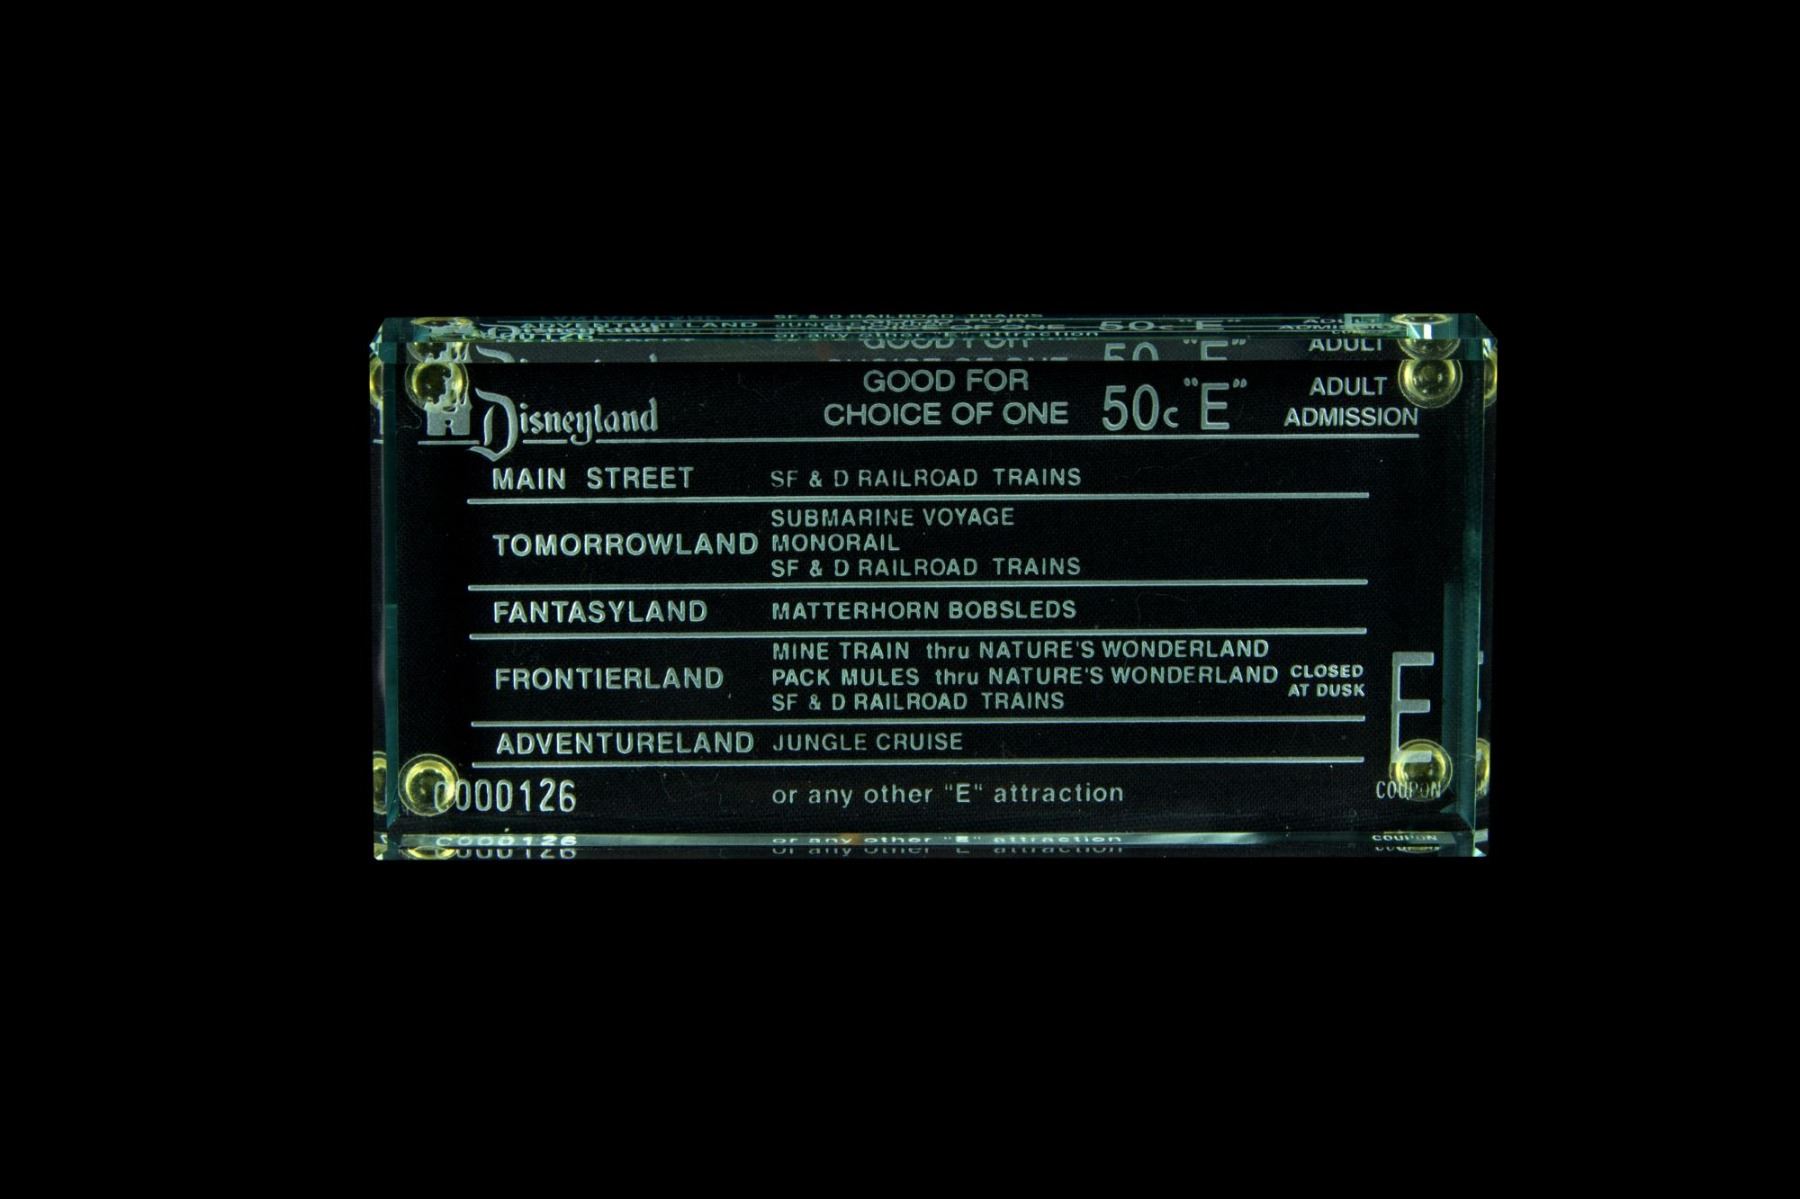 GOOD FOR
Disneyland CHOICE OF ONE 50c "E" ADULT ADMISSION
MAIN STREET SF & D RAILROAD TRAINS
SUBMARINE VOYAGE
TOMORROWLAND MONORAIL
SF & D RAILROAD TRAINS
FANTASYLAND MATTERHORN BOBSLEDS
MINE TRAIN thru NATURE'S WONDERLAND
FRONTIERLAND PACK MULES thru NATURE'S WONDERLAND CLOSED AT DUSK
SF & D RAILROAD TRAINS
ADVENTURELAND JUNGLE CRUISE
E
0000126 or any other "E" attraction COUPON